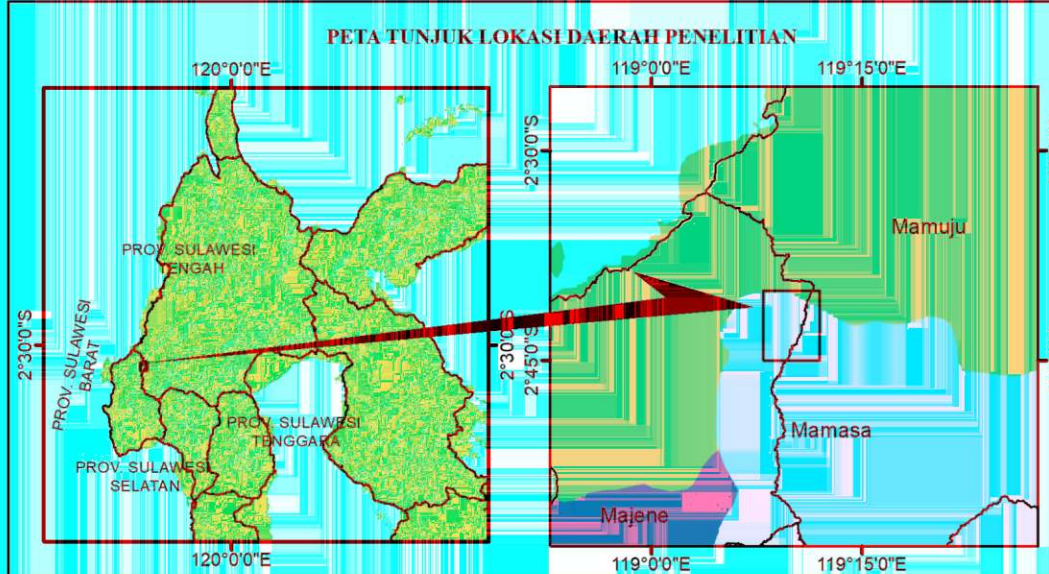 PETA TUNJUK LOKASI DAERAH PENELITIAN
120°0'0"E
119°0'0"E
119°15'0"E
2°30'0"S
Mamuju
PROV. SULAWESI
TENGAH
2°30'0"S
2°30'0"S
2°45'0"S
PROV. SULAWESI
BARAT
PROV. SULAWESI
TENGGARA
Mamasa
PROV. SULAWESI
SELATAN
Majene
120°0'0"E
119°0'0"E
119°15'0"E